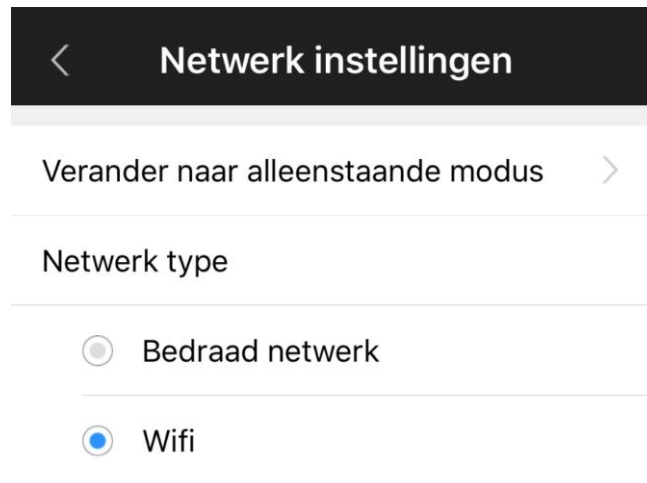 Netwerk instellingen
Verander naar alleenstaande modus
Netwerk type
Bedraad netwerk
Wifi